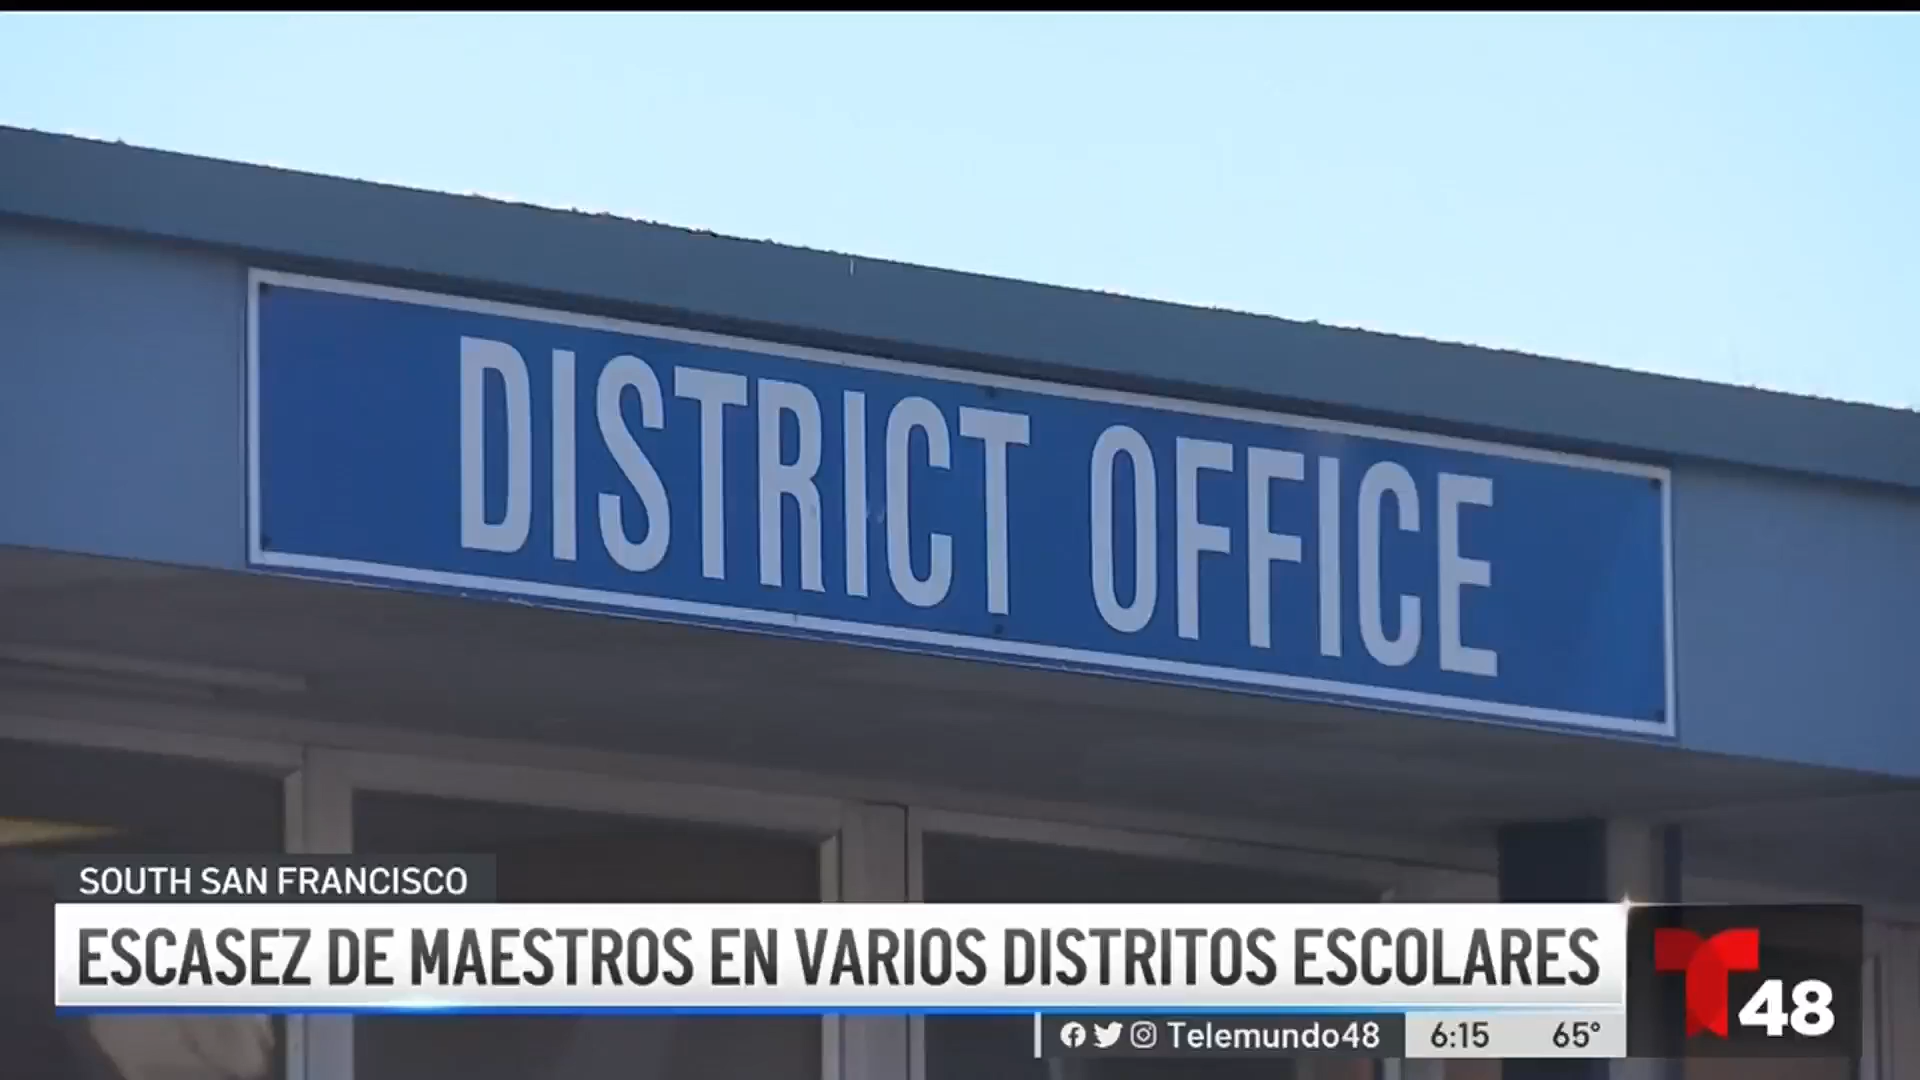 DISTRICT OFFICE
SOUTH SAN FRANCISCO
ESCASEZ DE MAESTROS EN VARIOS DISTRITOS ESCOLARES
Telemundo48 6:15 65°
48